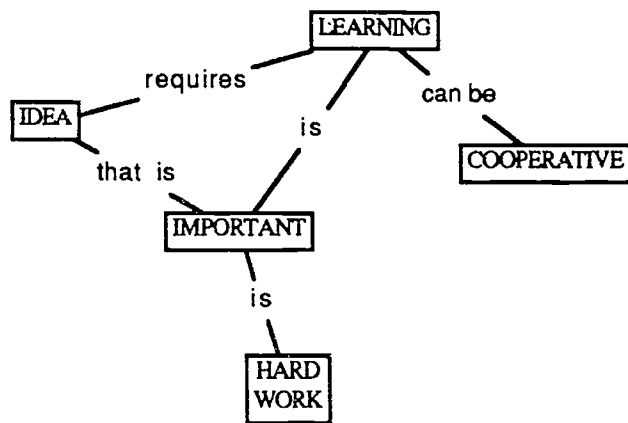 LEARNING
requires
can be
IDEA
is
COOPERATIVE
that is
IMPORTANT
is
HARD
WORK